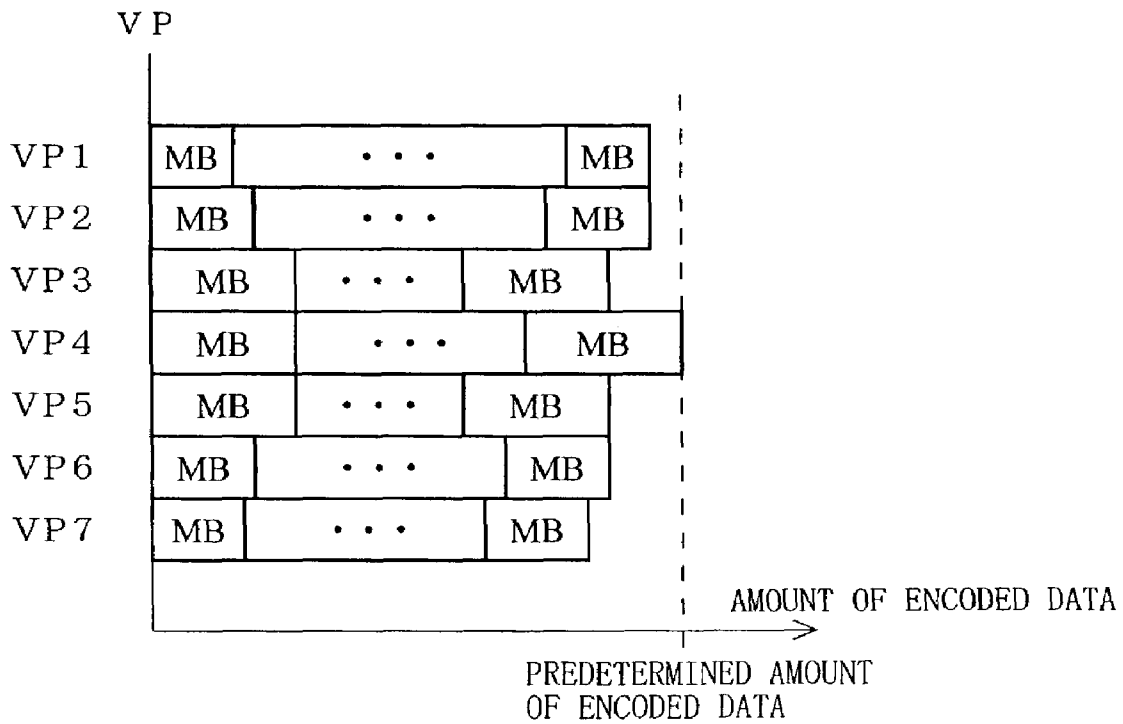 VP
VP1 MB • • • MB
VP2 MB • • • MB
VP3 MB • • • MB
VP4 MB • • • MB
VP5 MB • • • MB
VP6 MB • • • MB
VP7 MB • • • MB
AMOUNT OF ENCODED DATA
PREDETERMINED AMOUNT
OF ENCODED DATA